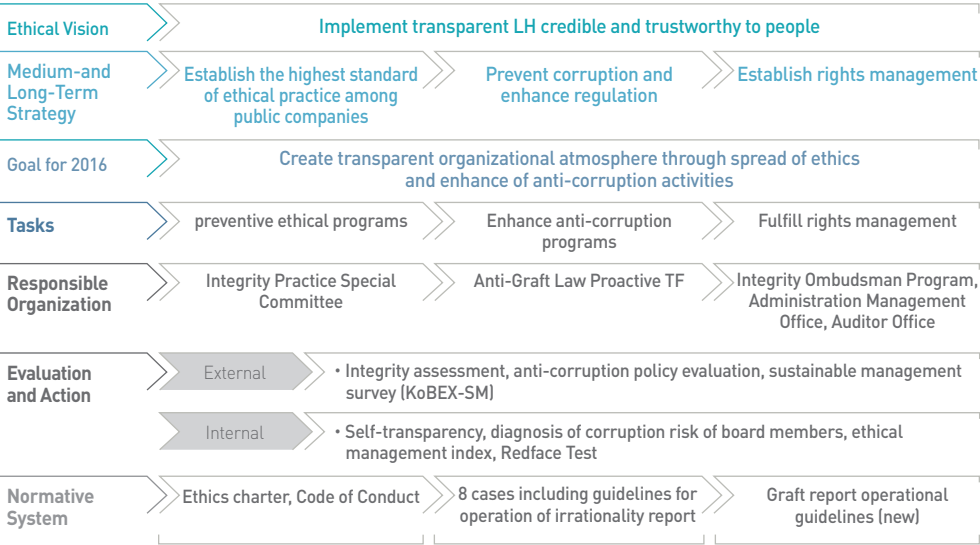 Ethical Vision
Implement transparent LH credible and trustworthy to people
Medium-and
Long-Term
Strategy
Establish the highest standard
of ethical practice among
public companies
Prevent corruption and
enhance regulation
Establish rights management
Goal for 2016
Create transparent organizational atmosphere through spread of ethics
and enhance of anti-corruption activities
Tasks
preventive ethical programs
Enhance anti-corruption
programs
Fulfill rights management
Responsible
Organization
Integrity Practice Special
Committee
Anti-Graft Law Proactive TF
Integrity Ombudsman Program,
Administration Management
Office, Auditor Office
Evaluation
and Action
External
• Integrity assessment, anti-corruption policy evaluation, sustainable management
survey (KoBEX-SM)
Internal
• Self-transparency, diagnosis of corruption risk of board members, ethical
management index, Redface Test
Normative
System
Ethics charter, Code of Conduct
8 cases including guidelines for
operation of irrationality report
Graft report operational
guidelines (new)